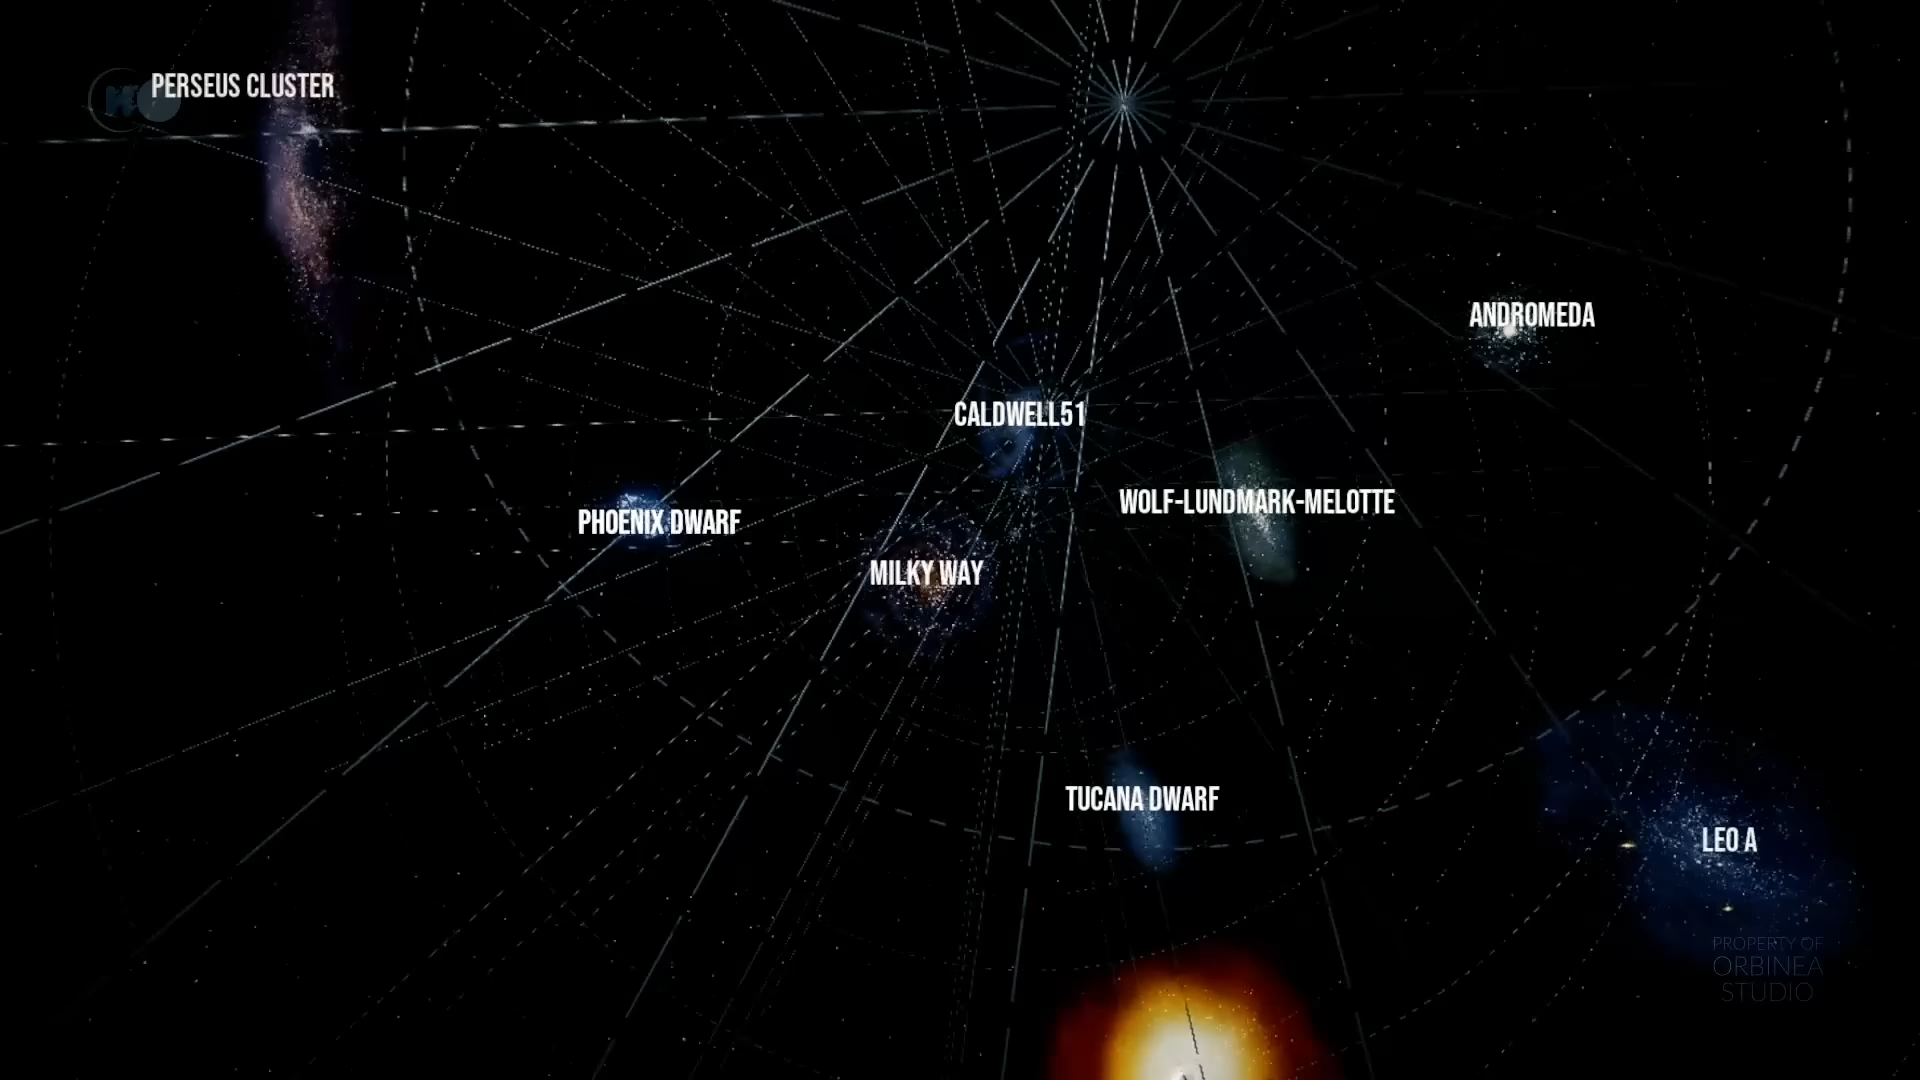 PERSEUS CLUSTER
ANDROMEDA
CALDWELL51
WOLF-LUNDMARK-MELOTTE
PHOENIX DWARF
MILKY WAY
TUCANA DWARF
LEO A
PROPERTY OF
ORBINEA
STUDIO